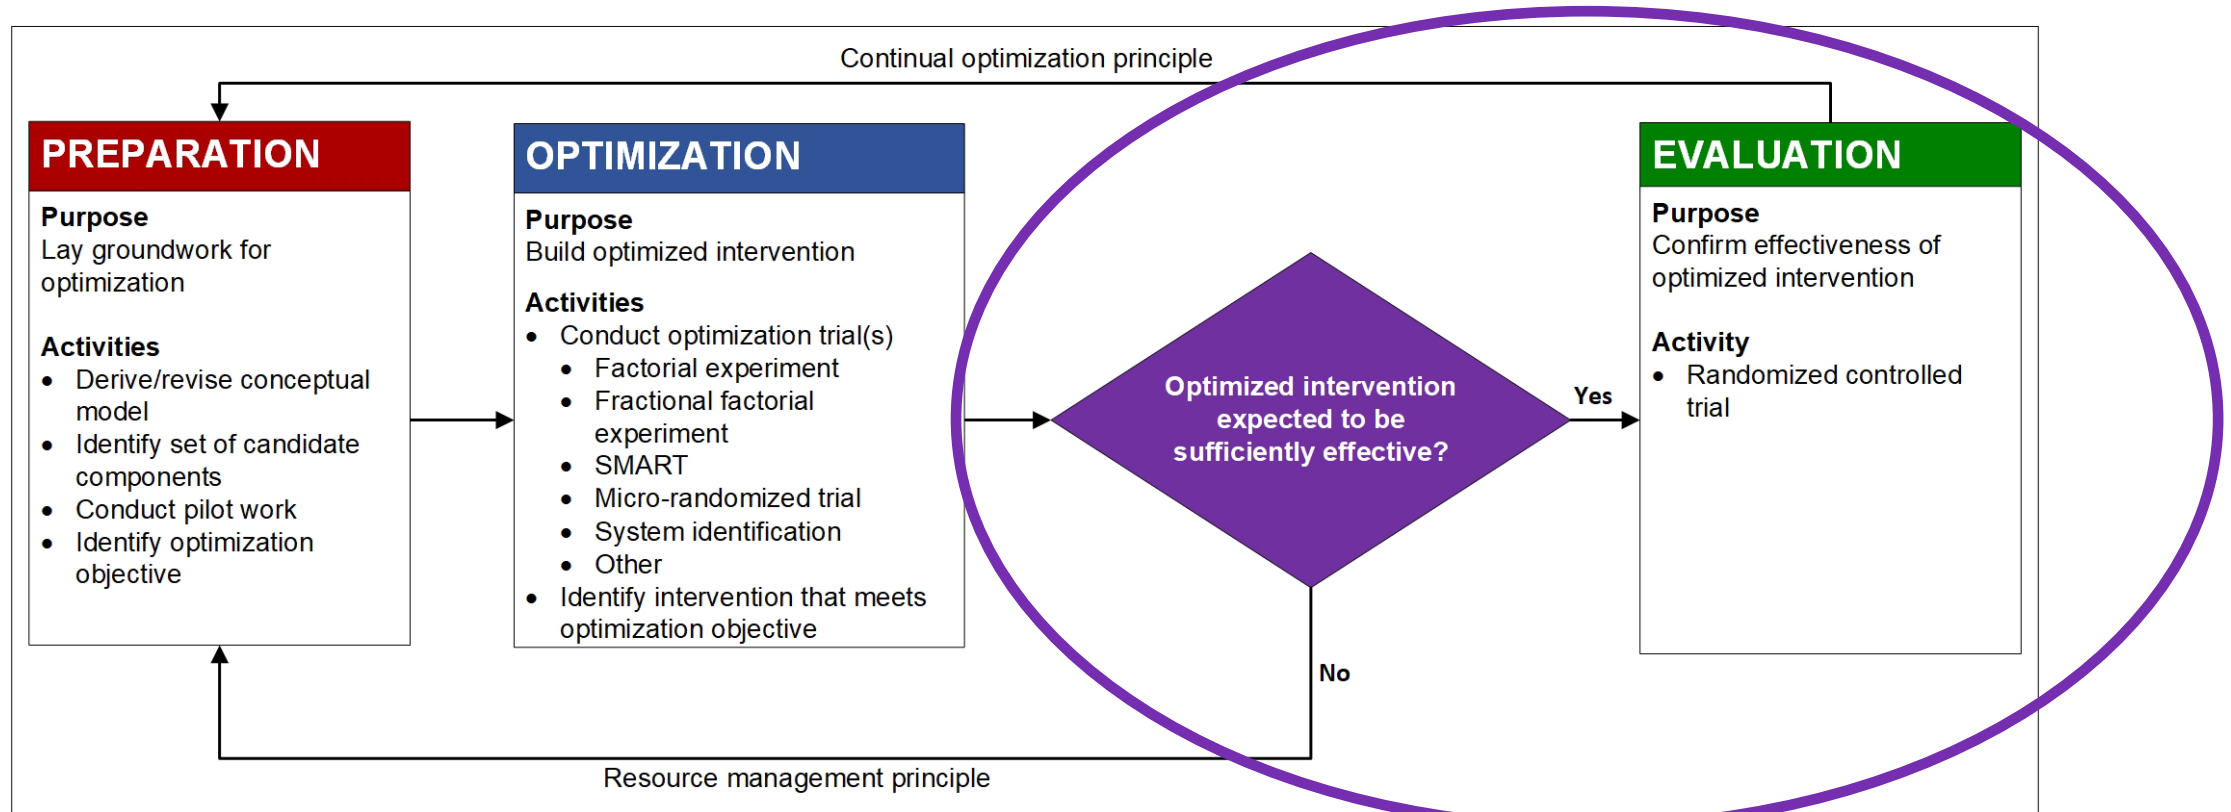 Continual optimization principle
PREPARATION
Purpose
Lay groundwork for
optimization
Activities
• Derive/revise conceptual
model
• Identify set of candidate
components
• Conduct pilot work
• Identify optimization
objective
OPTIMIZATION
Purpose
Build optimized intervention
Activities
• Conduct optimization trial(s)
• Factorial experiment
• Fractional factorial
experiment
• SMART
• Micro-randomized trial
• System identification
• Other
• Identify intervention that meets
optimization objective
Optimized intervention
expected to be
sufficiently effective?
Yes
No
EVALUATION
Purpose
Confirm effectiveness of
optimized intervention
Activity
• Randomized controlled
trial
Resource management principle